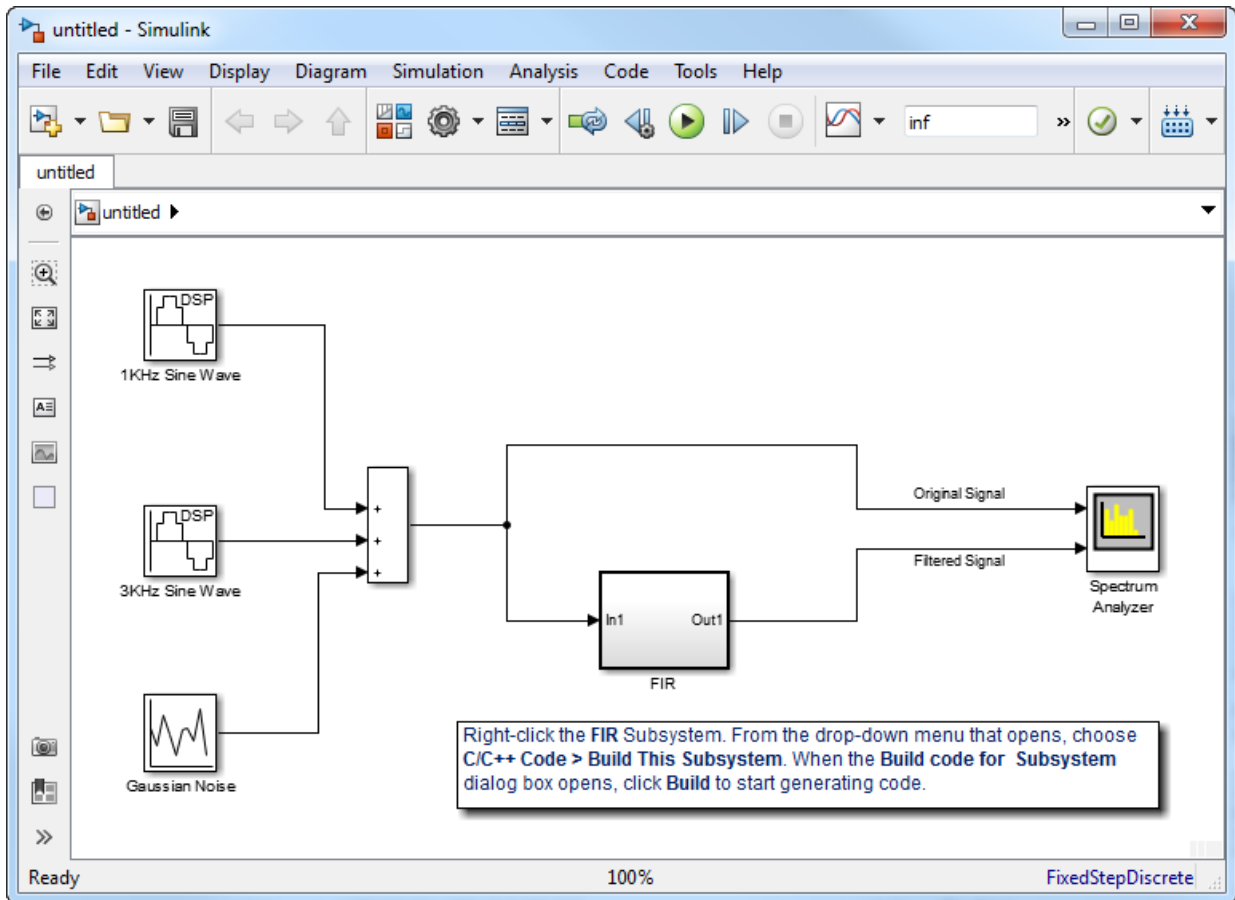 untitled - Simulink
File Edit View Display Diagram Simulation Analysis Code Tools Help
inf
untitled
untitled
DSP
1KHz Sine Wave
DSP
3KHz Sine Wave
Gaussian Noise
+
+
+
In1 Out1
FIR
Original Signal
Filtered Signal
Spectrum
Analyzer
Right-click the FIR Subsystem. From the drop-down menu that opens, choose
C/C++ Code > Build This Subsystem. When the Build code for Subsystem
dialog box opens, click Build to start generating code.
Ready 100% FixedStepDiscrete